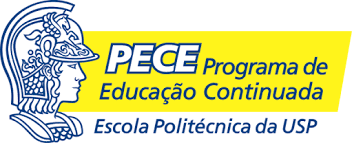 PECE Programa de
Educação Continuada
Escola Politécnica da USP